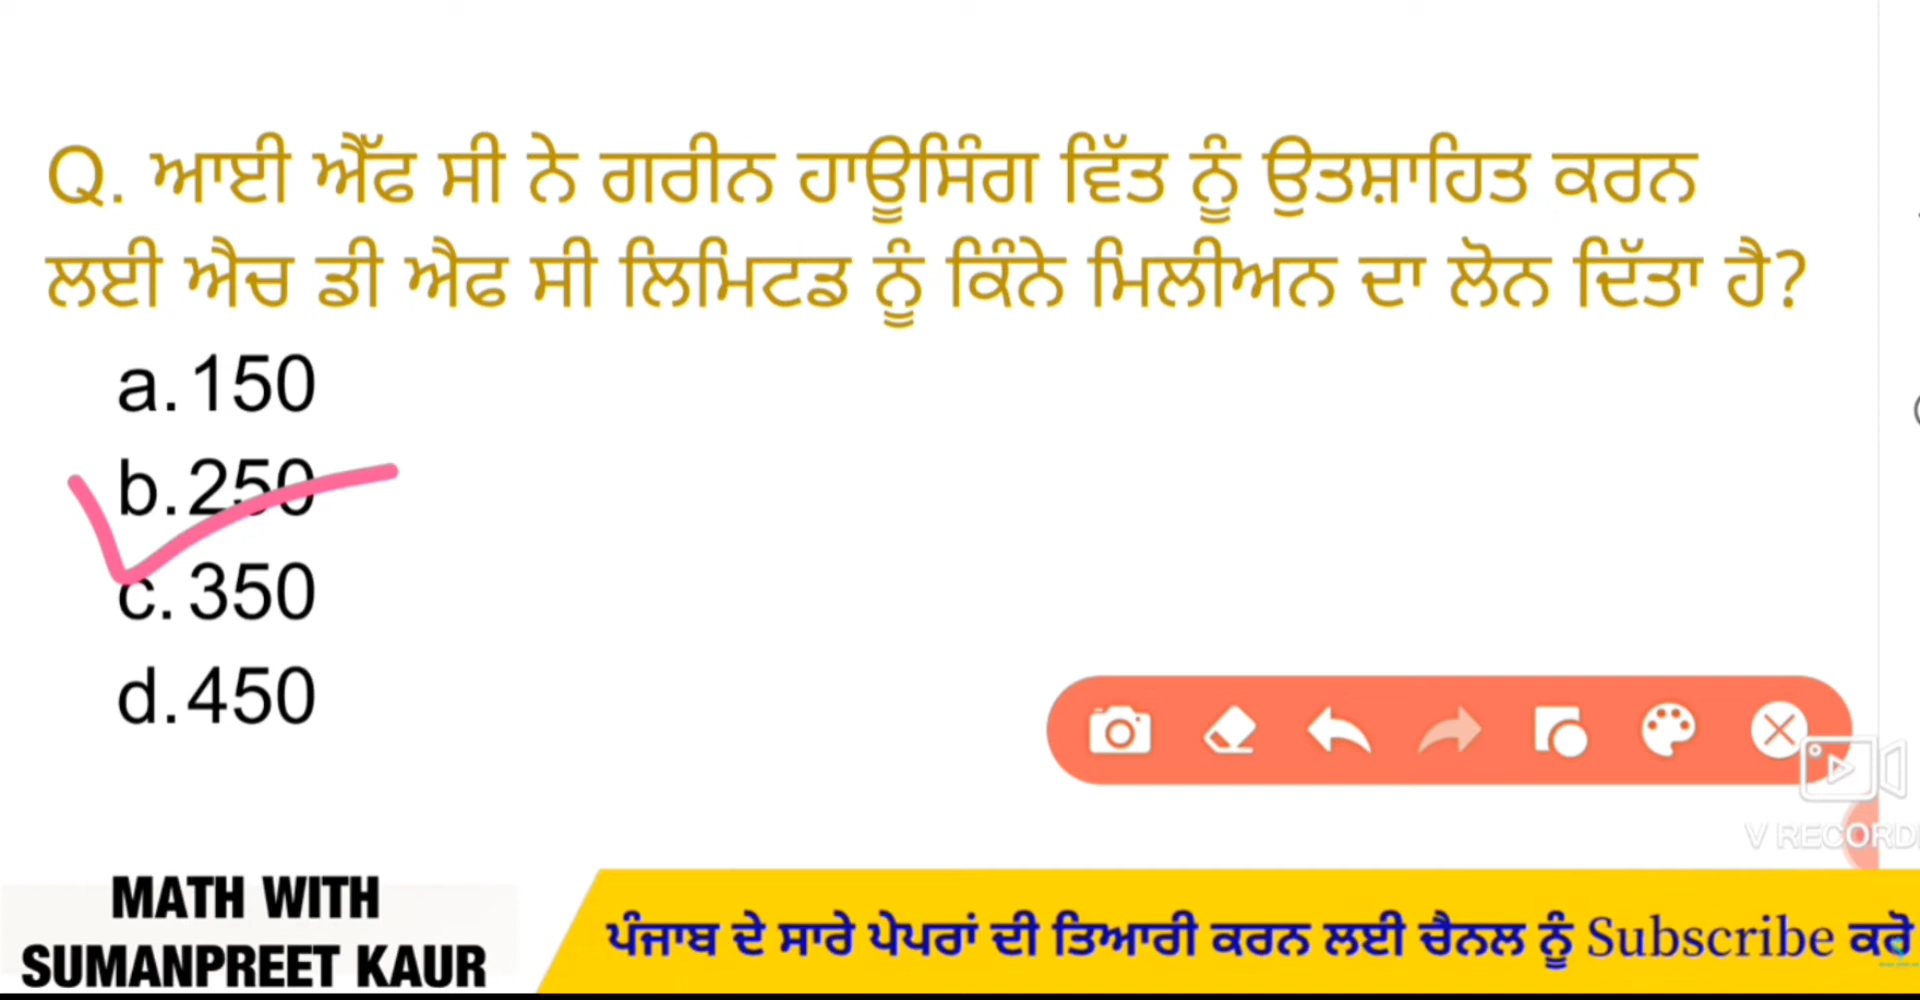 Q. ਆਈ ਐੱਫ ਸੀ ਨੇ ਗਰੀਨ ਹਾਊਸਿੰਗ ਵਿੱਤ ਨੂੰ ਉਤਸ਼ਾਹਿਤ ਕਰਨ
ਲਈ ਐਚ ਡੀ ਐਫ ਸੀ ਲਿਮਿਟਡ ਨੂੰ ਕਿੰਨੇ ਮਿਲੀਅਨ ਦਾ ਲੋਨ ਦਿੱਤਾ ਹੈ?
a. 150
b. 250
c. 350
d. 450
V RECORD
MATH WITH
SUMANPREET KAUR
ਪੰਜਾਬ ਦੇ ਸਾਰੇ ਪੇਪਰਾਂ ਦੀ ਤਿਆਰੀ ਕਰਨ ਲਈ ਚੈਨਲ ਨੂੰ Subscribe ਕਰੋ